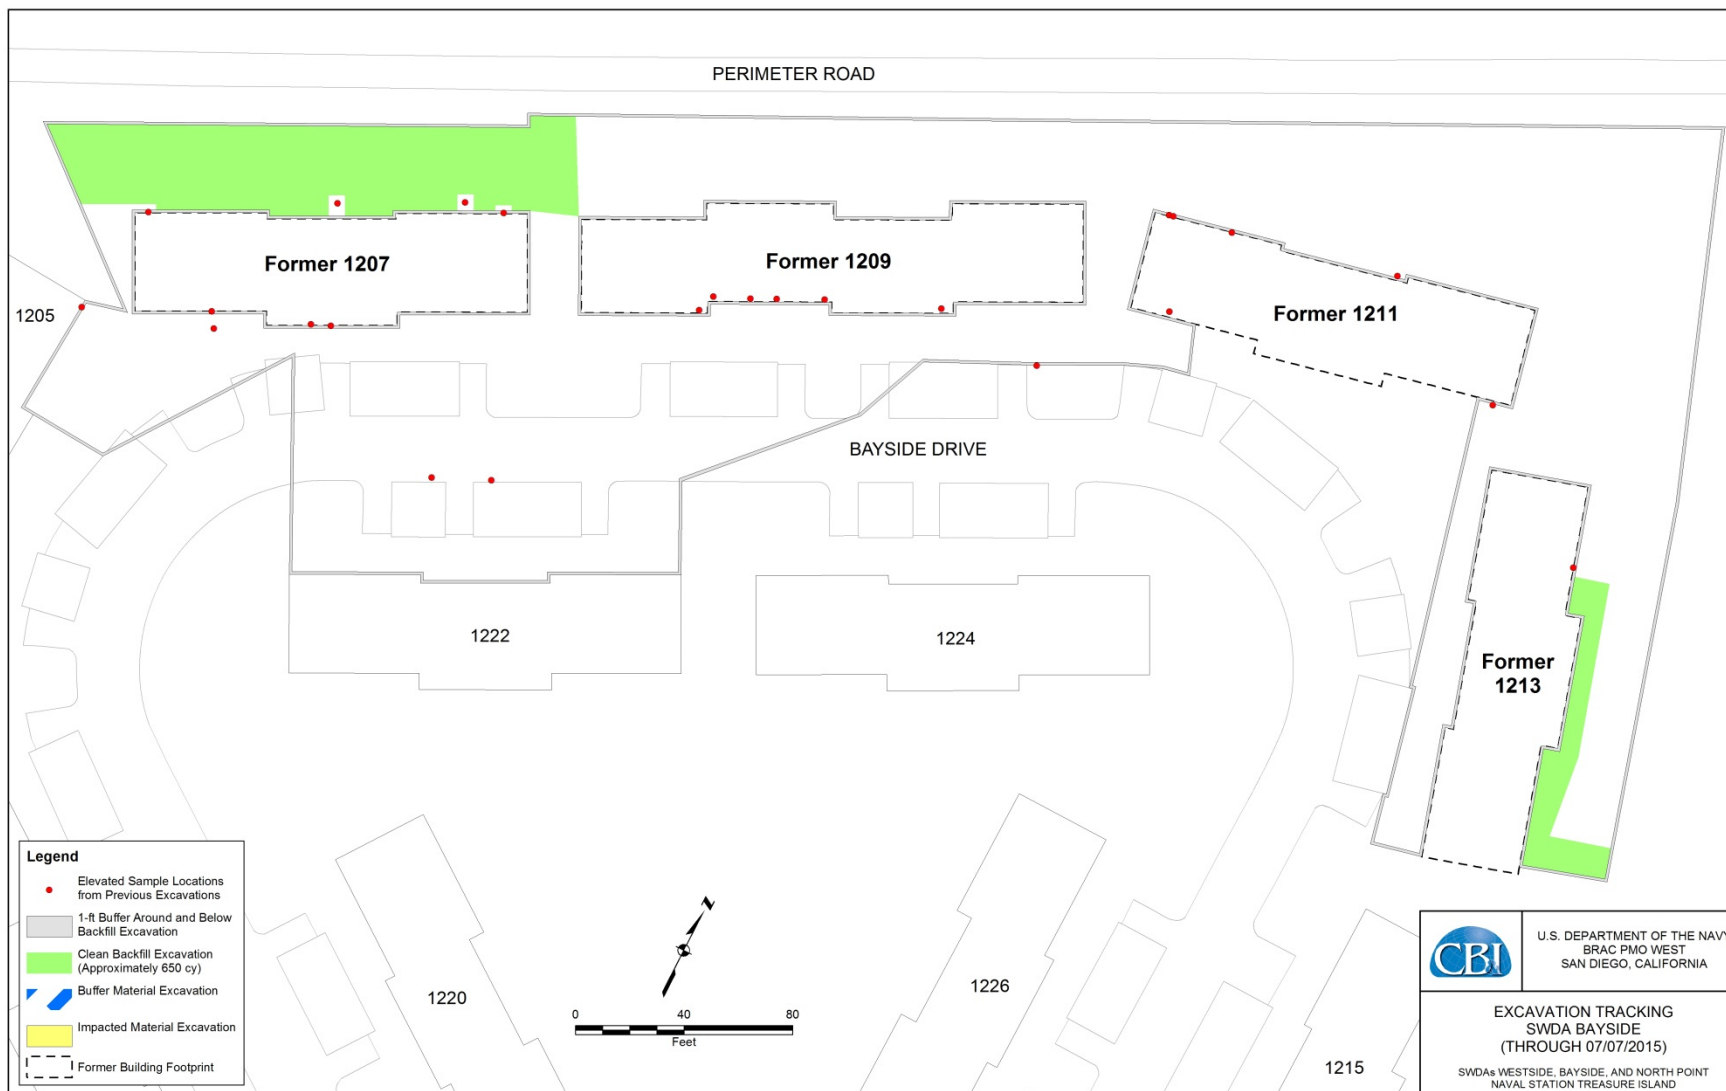 PERIMETER ROAD
Former 1207
Former 1209
Former 1211
1205
BAYSIDE DRIVE
1222
1224
Former
1213
1220
1226
1215
Legend
Elevated Sample Locations
from Previous Excavations
1-ft Buffer Around and Below
Backfill Excavation
Clean Backfill Excavation
(Approximately 650 cy)
Buffer Material Excavation
Impacted Material Excavation
Former Building Footprint
N
0 40 80
Feet
CB&I
U.S. DEPARTMENT OF THE NAVY
BRAC PMO WEST
SAN DIEGO, CALIFORNIA
EXCAVATION TRACKING
SWDA BAYSIDE
(THROUGH 07/07/2015)
SWDAs WESTSIDE, BAYSIDE, AND NORTH POINT
NAVAL STATION TREASURE ISLAND